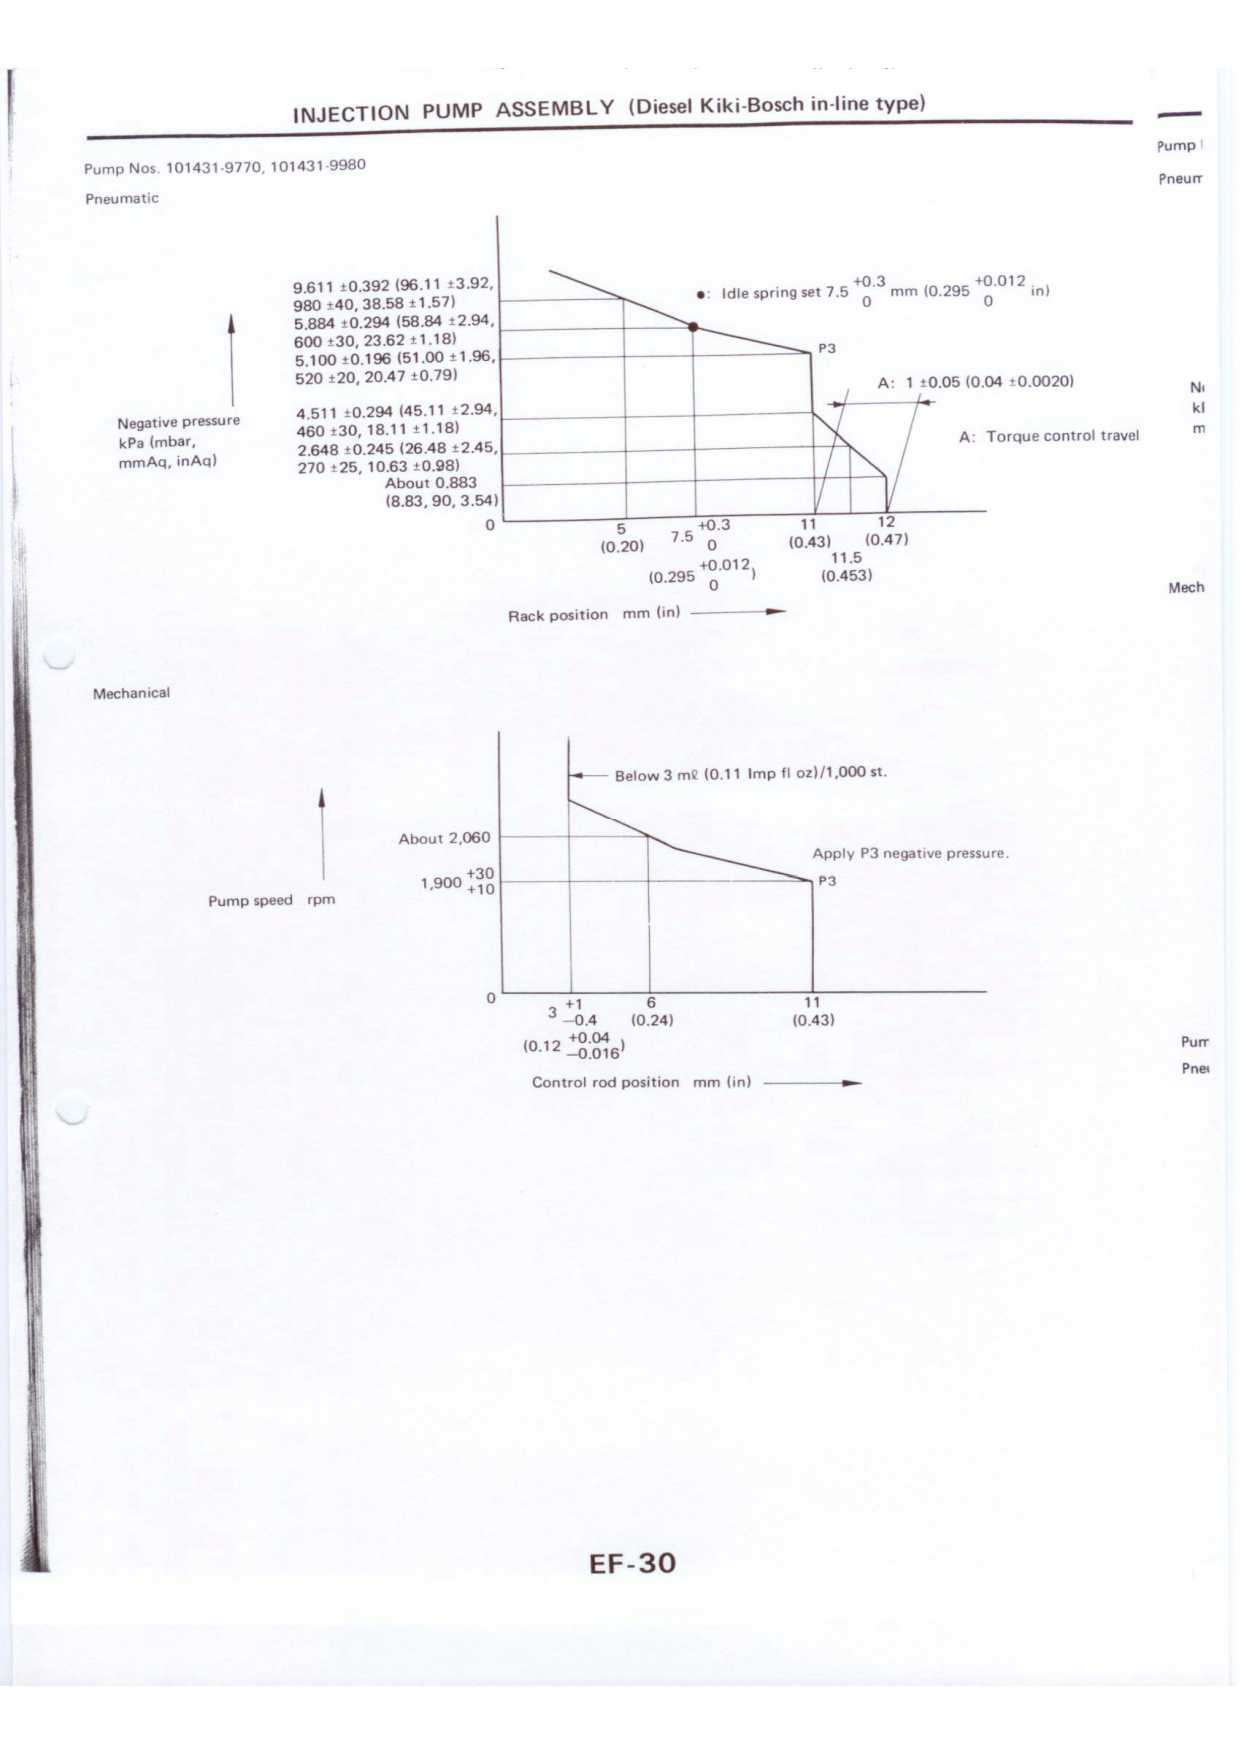 INJECTION PUMP ASSEMBLY (Diesel Kiki-Bosch in-line type)
Pump Nos. 101431-9770, 101431-9980
Pneumatic
Pump
9.611 ±0.392 (96.11 ±3.92,
980 ±40, 38.58 ±1.57)
5.884 ±0.294 (58.84 ±2.94,
600 ±30, 23.62 ±1.18)
5.100 ±0.196 (51.00 ±1.96,
520 ±20, 20.47 ±0.79)
4.511 ±0.294 (45.11 ±2.94,
460 ±30, 18.11 ±1.18)
2.648 ±0.245 (26.48 ±2.45,
270 ±25, 10.63 ±0.98)
About 0.883
(8.83, 90, 3.54)
Negative pressure
kPa (mbar,
mmAq, inAq)
●: Idle spring set 7.5 +0.3 0 mm (0.295 +0.012 0 in)
P3
A: 1 ±0.05 (0.04 ±0.0020)
A: Torque control travel
0
5
(0.20)
7.5 +0.3 0
(0.295 +0.012 0)
11
(0.43)
12
(0.47)
11.5
(0.453)
Rack position mm (in)
Mech
Mechanical
Below 3 mℓ (0.11 Imp fl oz)/1,000 st.
About 2,060
Apply P3 negative pressure.
1,900 +30 +10
P3
Pump speed rpm
0
3 +1 −0.4
(0.12 +0.04 −0.016)
6
(0.24)
11
(0.43)
Control rod position mm (in)
EF-30